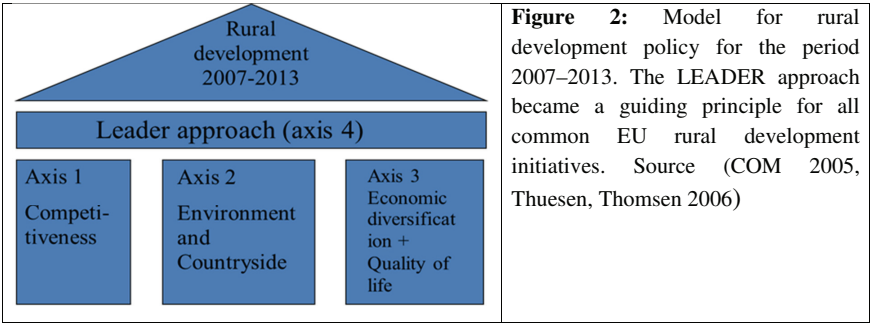 Rural
development
2007-2013
Leader approach (axis 4)
Axis 1
Competi-
tiveness
Axis 2
Environment
and
Countryside
Axis 3
Economic
diversificat
ion +
Quality of
life
Figure 2: Model for rural
development policy for the period
2007–2013. The LEADER approach
became a guiding principle for all
common EU rural development
initiatives. Source (COM 2005,
Thuesen, Thomsen 2006)